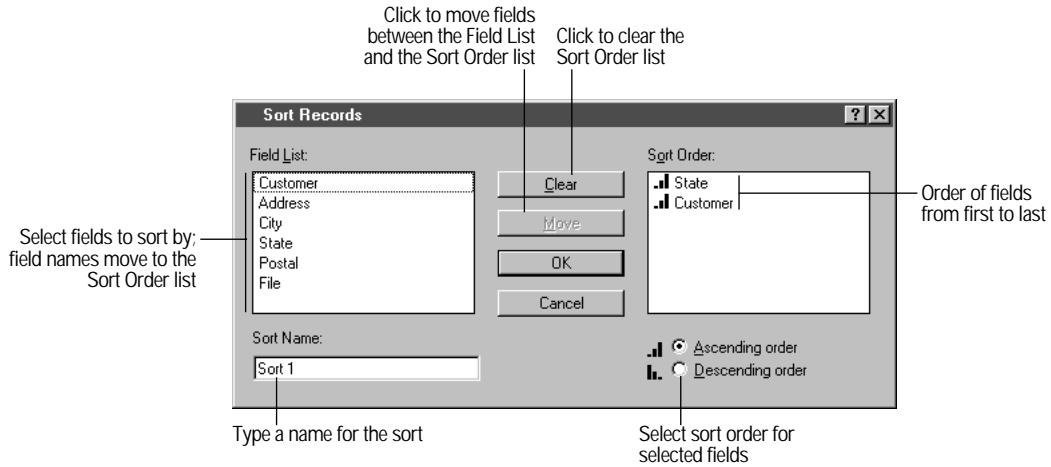 Click to move fields
between the Field List
and the Sort Order list
Click to clear the
Sort Order list
Sort Records
Field List:
Customer
Address
City
State
Postal
File
Clear
Move
OK
Cancel
Sort Order:
State
Customer
Order of fields
from first to last
Select fields to sort by;
field names move to the
Sort Order list
Sort Name:
Sort 1
Ascending order
Descending order
Type a name for the sort
Select sort order for
selected fields